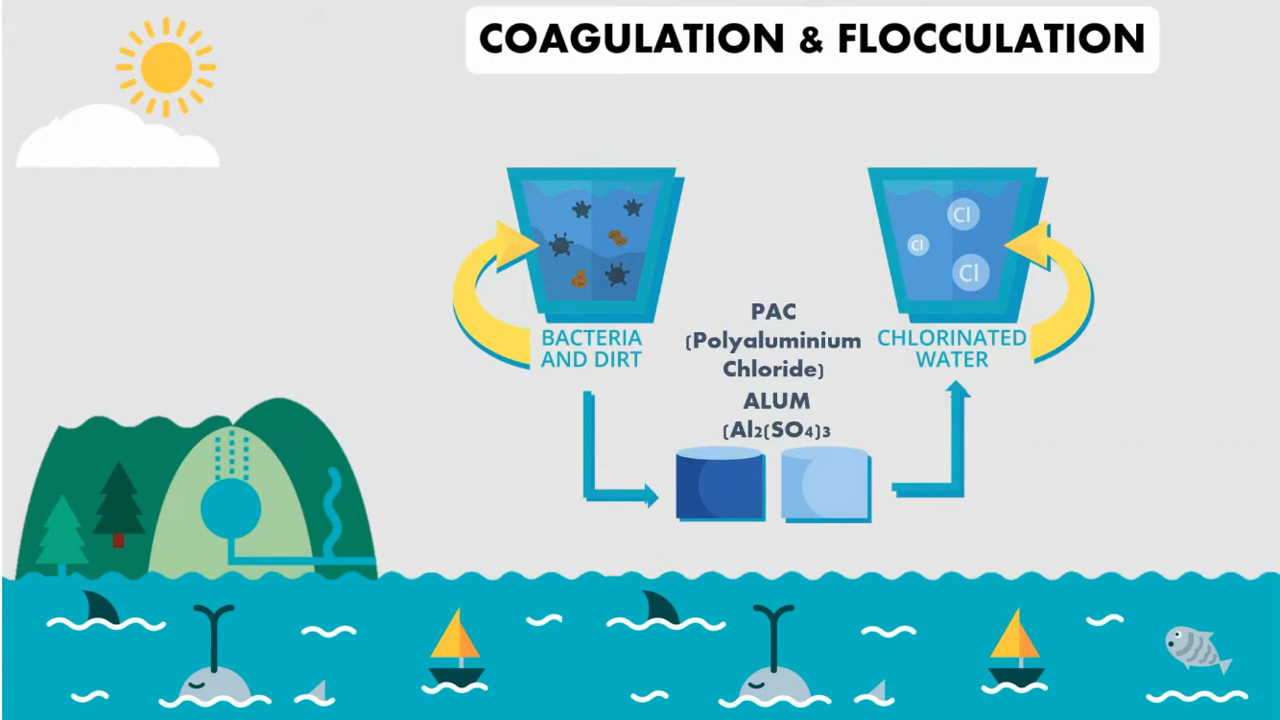 COAGULATION & FLOCCULATION
Cl
Cl
Cl
BACTERIA
AND DIRT
PAC
(Polyaluminium
Chloride)
ALUM
(Al₂(SO₄)₃
CHLORINATED
WATER